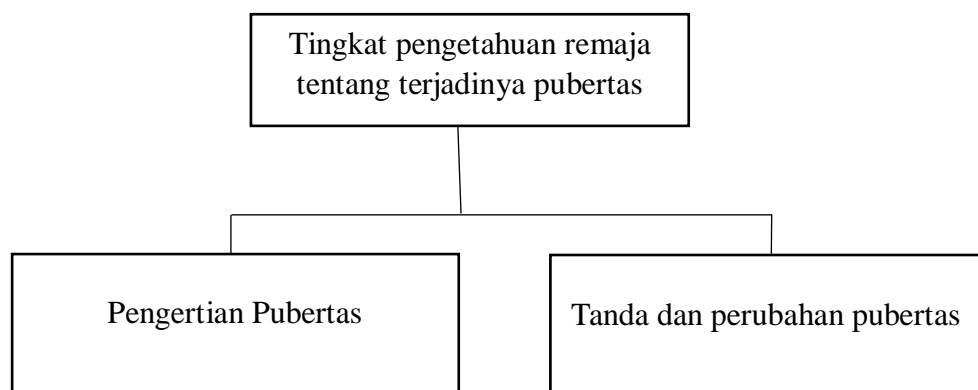 Tingkat pengetahuan remaja
tentang terjadinya pubertas
Pengertian Pubertas
Tanda dan perubahan pubertas